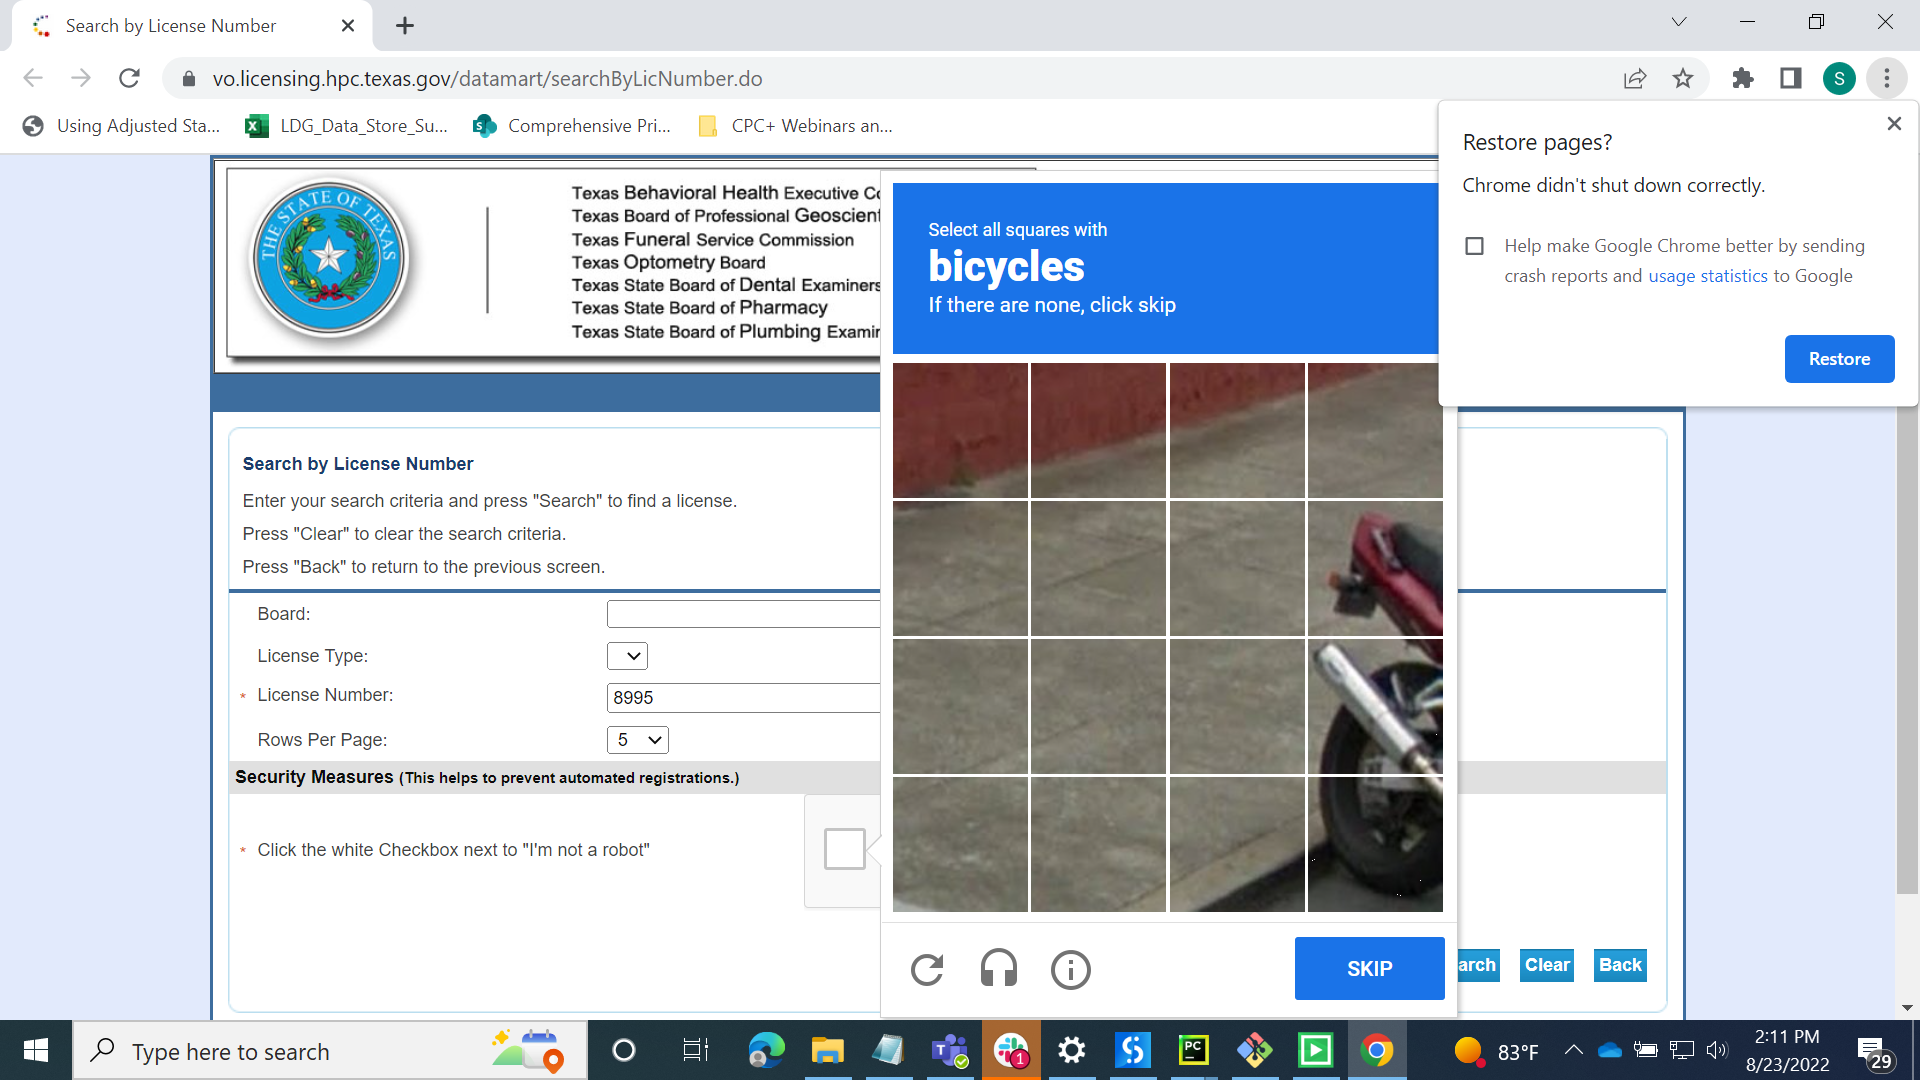 Search by License Number
vo.licensing.hpc.texas.gov/datamart/searchByLicNumber.do
S
Using Adjusted Sta...
LDG_Data_Store_Su...
Comprehensive Pri...
CPC+ Webinars an...
Restore pages?
Chrome didn't shut down correctly.
Help make Google Chrome better by sending
crash reports and usage statistics to Google
Restore
THE STATE OF TEXAS
Texas Behavioral Health Executive
Texas Board of Professional
Texas Funeral Service Commission
Texas Optometry Board
Texas State Board of Dental Examiners
Texas State Board of Pharmacy
Texas State Board of Plumbing
Select all squares with
bicycles
If there are none, click skip
Search by License Number
Enter your search criteria and press "Search" to find a license.
Press "Clear" to clear the search criteria.
Press "Back" to return to the previous screen.
Board:
License Type:
* License Number: 8995
Rows Per Page: 5
Security Measures (This helps to prevent automated registrations.)
* Click the white Checkbox next to "I'm not a robot"
SKIP
arch
Clear
Back
Type here to search
1
PC
83°F
2:11 PM
8/23/2022
29